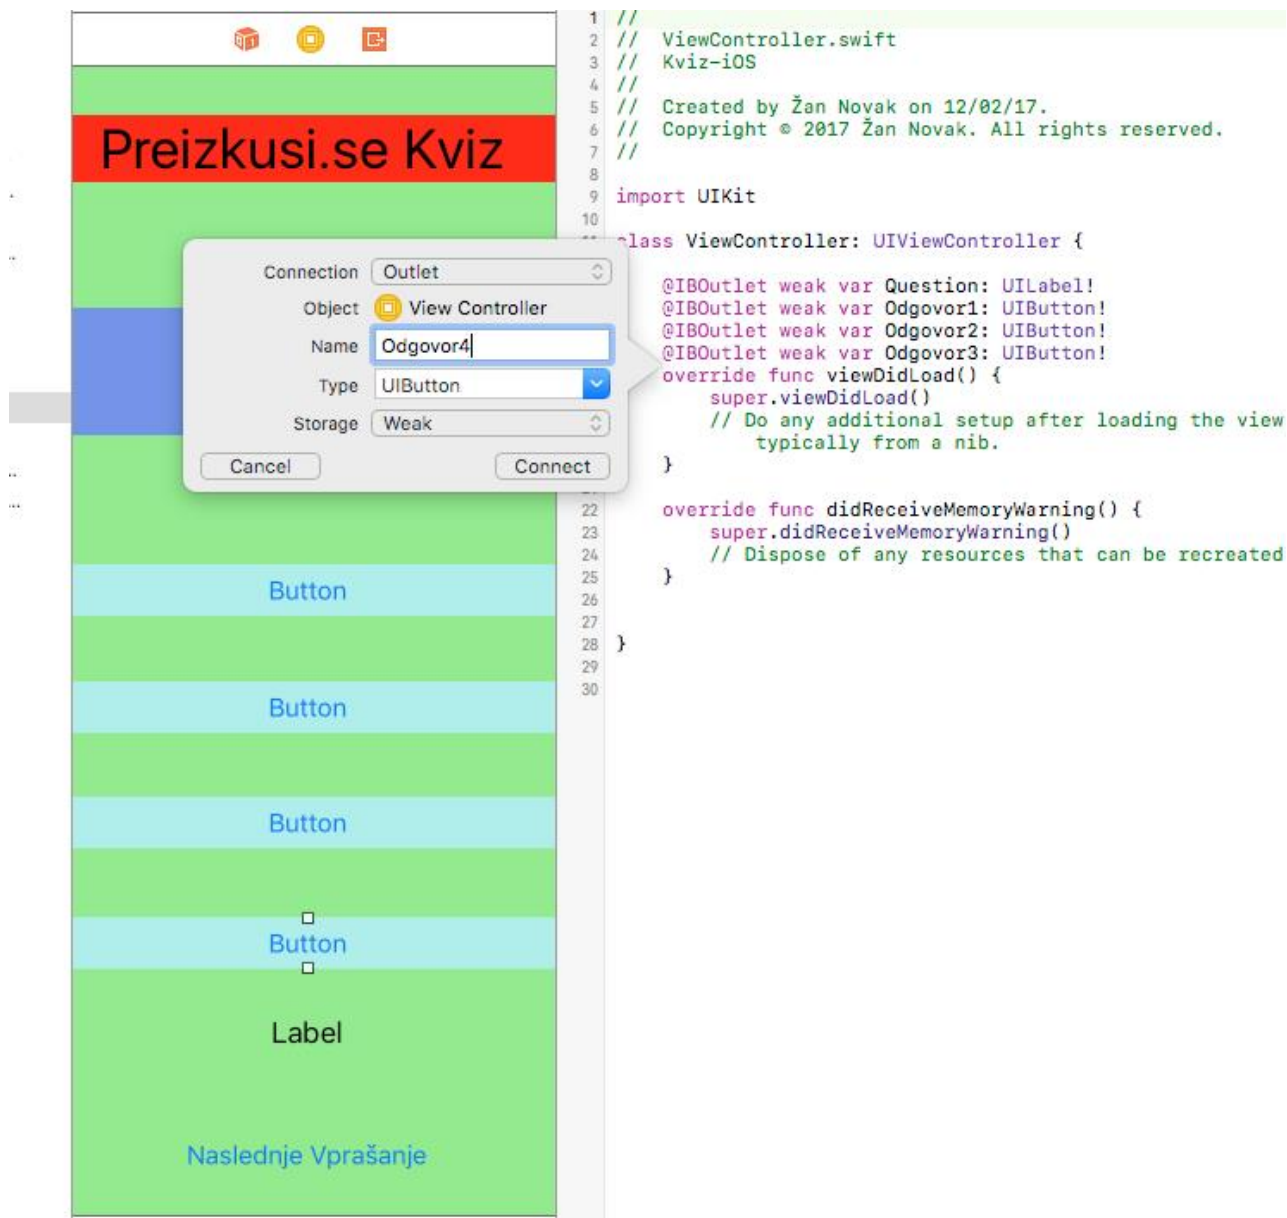 Preizkusi.se Kviz
Connection Outlet
Object View Controller
Name Odgovor4
Type UIButton
Storage Weak
Cancel Connect
Button
Button
Button
Button
Label
Naslednje Vprašanje
1 //
2 // ViewController.swift
3 // Kviz-iOS
4 //
5 // Created by Žan Novak on 12/02/17.
6 // Copyright © 2017 Žan Novak. All rights reserved.
7 //
8
9 import UIKit
10
class ViewController: UIViewController {
@IBOutlet weak var Question: UILabel!
@IBOutlet weak var Odgovor1: UIButton!
@IBOutlet weak var Odgovor2: UIButton!
@IBOutlet weak var Odgovor3: UIButton!
override func viewDidLoad() {
super.viewDidLoad()
// Do any additional setup after loading the view
typically from a nib.
}
22 override func didReceiveMemoryWarning() {
23 super.didReceiveMemoryWarning()
24 // Dispose of any resources that can be recreated
25 }
26
27
28 }
29
30